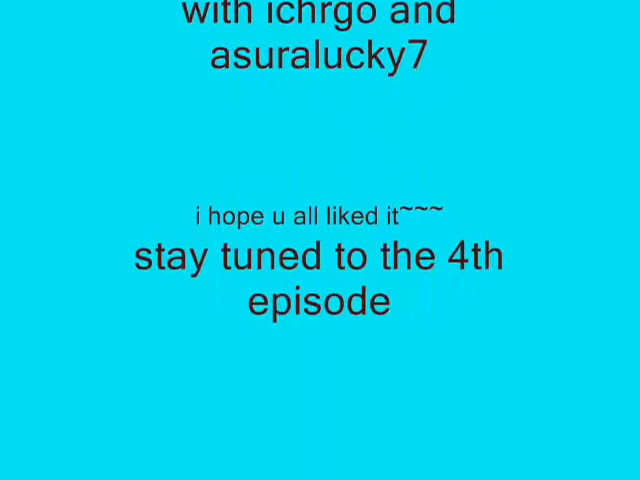 with ichrgo and
asuralucky7
i hope u all liked it~~~
stay tuned to the 4th
episode